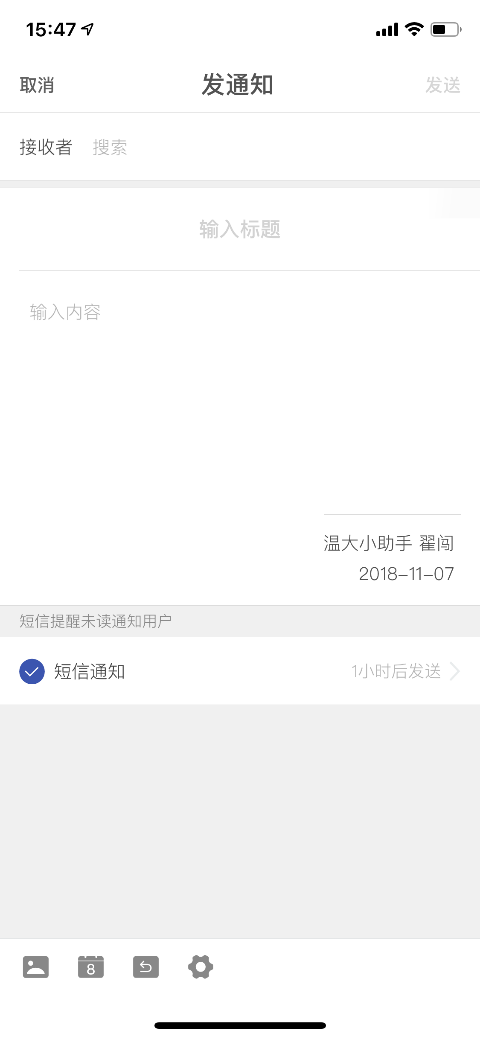 15:47
取消 发通知 发送
接收者 搜索
输入标题
输入内容
温大小助手 翟闯
2018-11-07
短信提醒未读通知用户
短信通知 1小时后发送
8